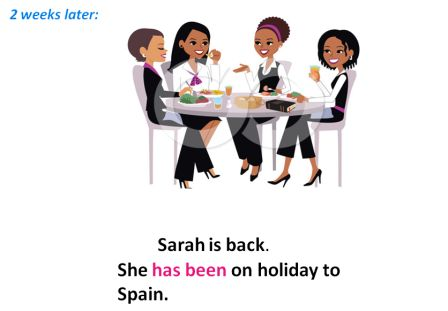 2 weeks later:
Sarah is back.
She has been on holiday to
Spain.